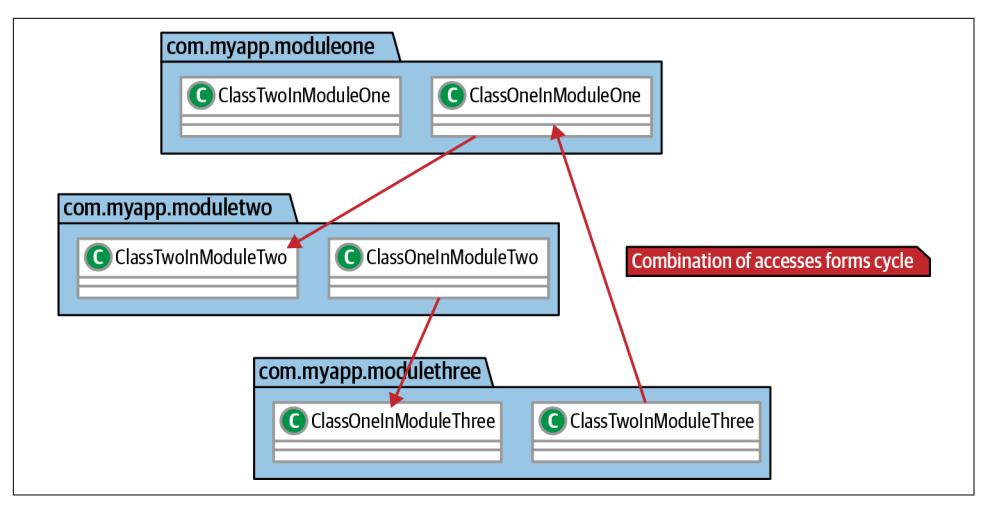 com.myapp.moduleone
C ClassTwoInModuleOne
C ClassOneInModuleOne
com.myapp.moduletwo
C ClassTwoInModuleTwo
C ClassOneInModuleTwo
Combination of accesses forms cycle
com.myapp.modulethree
C ClassOneInModuleThree
C ClassTwoInModuleThree